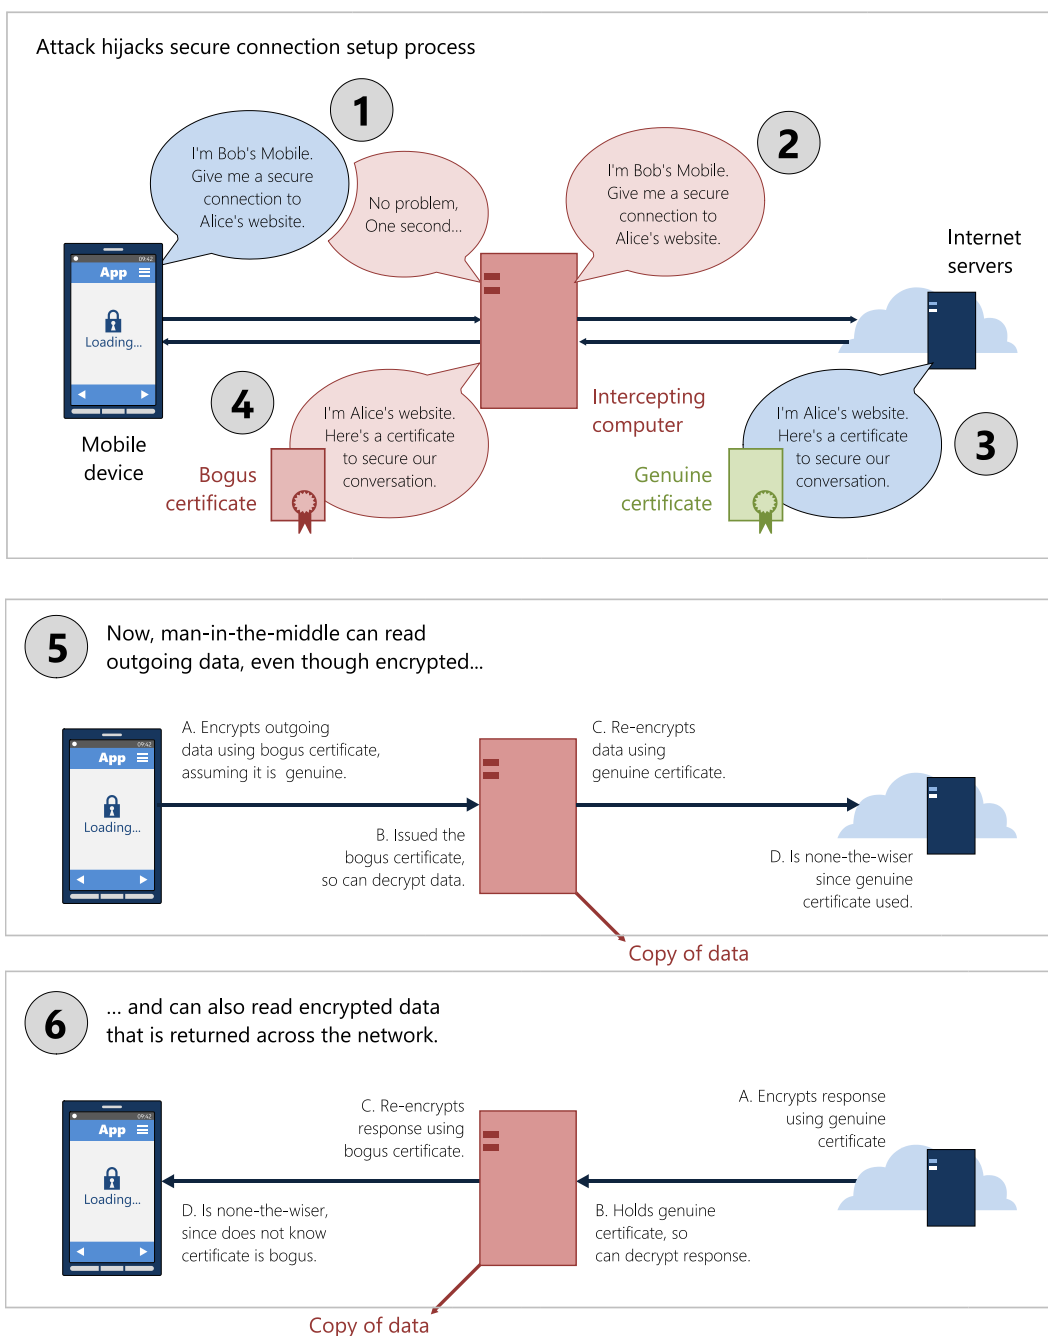 Attack hijacks secure connection setup process
1
I'm Bob's Mobile.
Give me a secure
connection to
Alice's website.
No problem,
One second...
2
I'm Bob's Mobile.
Give me a secure
connection to
Alice's website.
Internet
servers
09:42
App
Loading...
Mobile
device
4
I'm Alice's website.
Here's a certificate
to secure our
conversation.
Bogus
certificate
Intercepting
computer
3
I'm Alice's website.
Here's a certificate
to secure our
conversation.
Genuine
certificate
5
Now, man-in-the-middle can read
outgoing data, even though encrypted...
09:42
App
Loading...
A. Encrypts outgoing
data using bogus certificate,
assuming it is genuine.
B. Issued the
bogus certificate,
so can decrypt data.
C. Re-encrypts
data using
genuine certificate.
D. Is none-the-wiser
since genuine
certificate used.
Copy of data
6
... and can also read encrypted data
that is returned across the network.
A. Encrypts response
using genuine
certificate
B. Holds genuine
certificate, so
can decrypt response.
C. Re-encrypts
response using
bogus certificate.
D. Is none-the-wiser,
since does not know
certificate is bogus.
09:42
App
Loading...
Copy of data